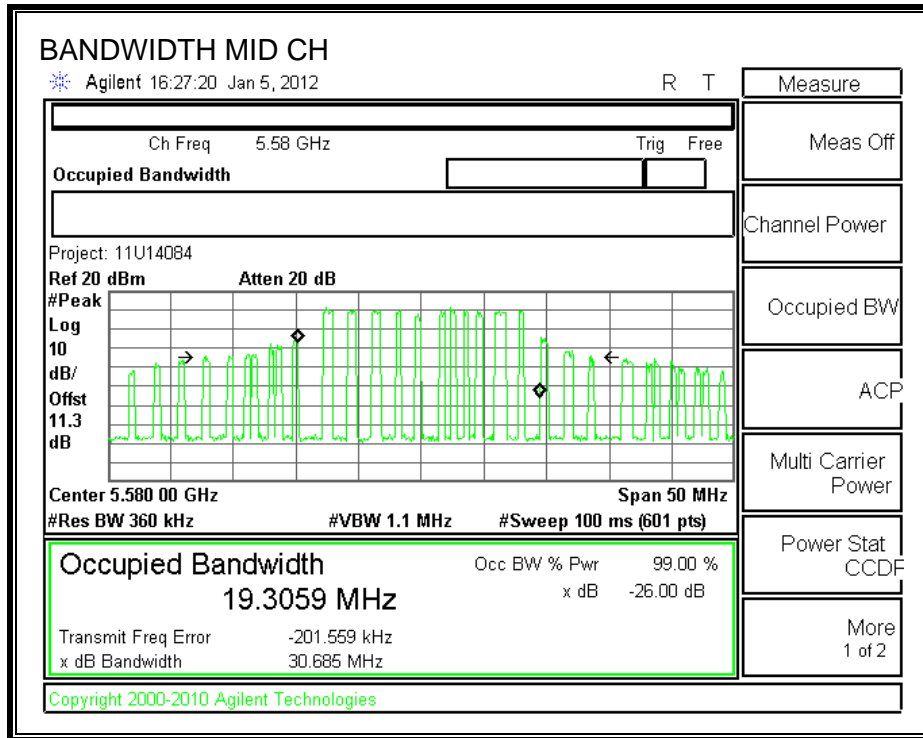 BANDWIDTH MID CH
Agilent 16:27:20 Jan 5, 2012 R T
Measure
Ch Freq 5.58 GHz Trig Free
Meas Off
Occupied Bandwidth
Channel Power
Project: 11U14084
Ref 20 dBm Atten 20 dB
#Peak
Log
10
dB/
Offst
11.3
dB
Occupied BW
ACP
Multi Carrier
Power
Center 5.580 00 GHz Span 50 MHz
#Res BW 360 kHz #VBW 1.1 MHz #Sweep 100 ms (601 pts)
Power Stat
CCDF
Occupied Bandwidth Occ BW % Pwr 99.00 %
19.3059 MHz x dB -26.00 dB
Transmit Freq Error -201.559 kHz
x dB Bandwidth 30.685 MHz
More
1 of 2
Copyright 2000-2010 Agilent Technologies